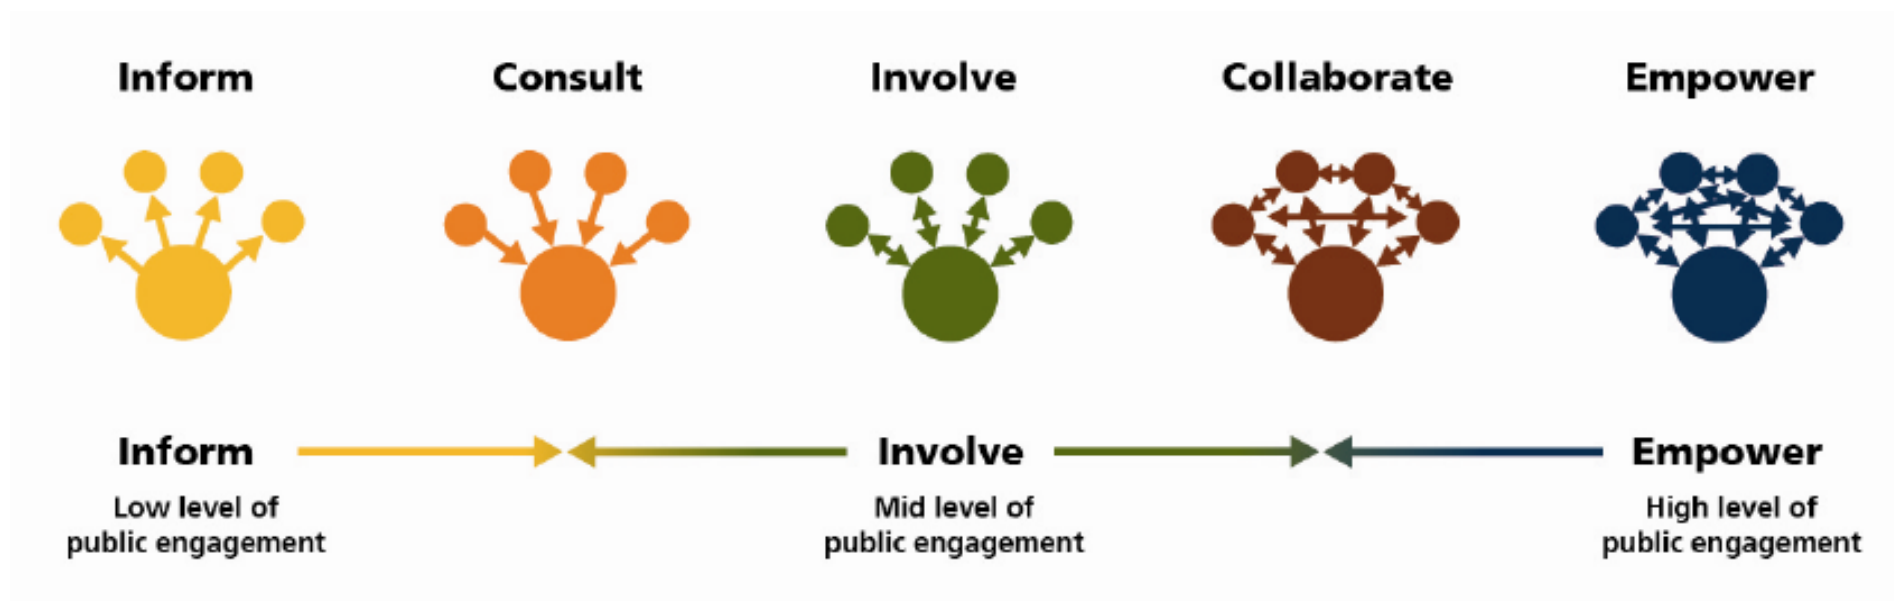 Inform Consult Involve Collaborate Empower
Inform Involve Empower
Low level of Mid level of High level of
public engagement public engagement public engagement